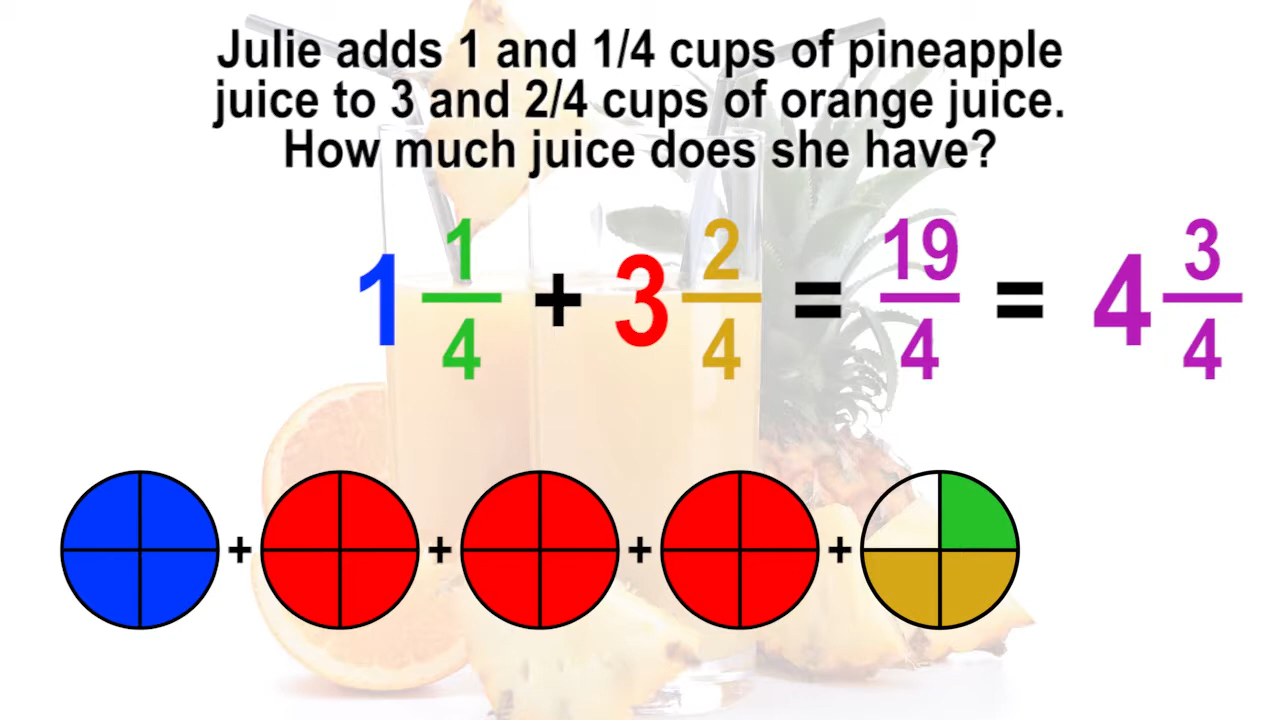 Julie adds 1 and 1/4 cups of pineapple
juice to 3 and 2/4 cups of orange juice.
How much juice does she have?
1 1/4 + 3 2/4 = 19/4 = 4 3/4
+ + + +